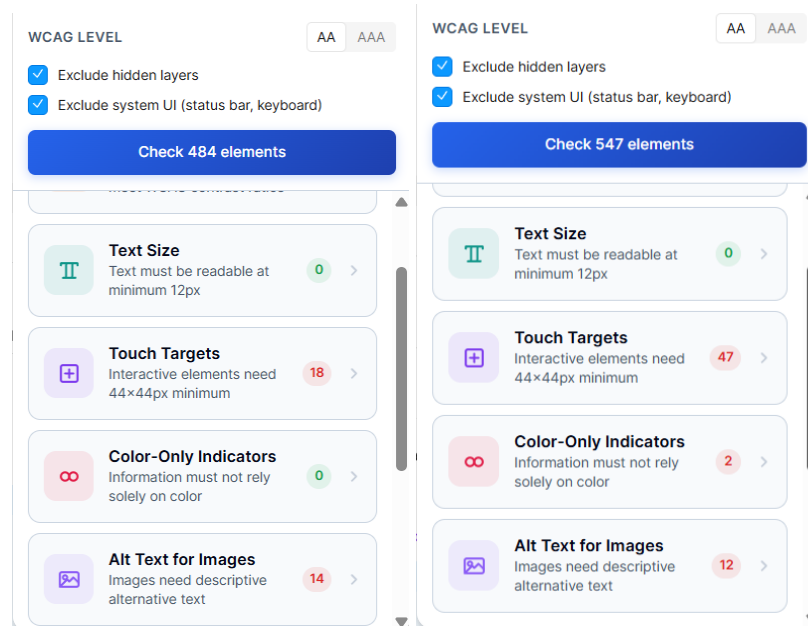 WCAG LEVEL
AA
AAA
Exclude hidden layers
Exclude system UI (status bar, keyboard)
Check 484 elements
Text Size
Text must be readable at
minimum 12px
0
Touch Targets
Interactive elements need
44×44px minimum
18
Color-Only Indicators
Information must not rely
solely on color
0
Alt Text for Images
Images need descriptive
alternative text
14
WCAG LEVEL
AA
AAA
Exclude hidden layers
Exclude system UI (status bar, keyboard)
Check 547 elements
Text Size
Text must be readable at
minimum 12px
0
Touch Targets
Interactive elements need
44×44px minimum
47
Color-Only Indicators
Information must not rely
solely on color
2
Alt Text for Images
Images need descriptive
alternative text
12